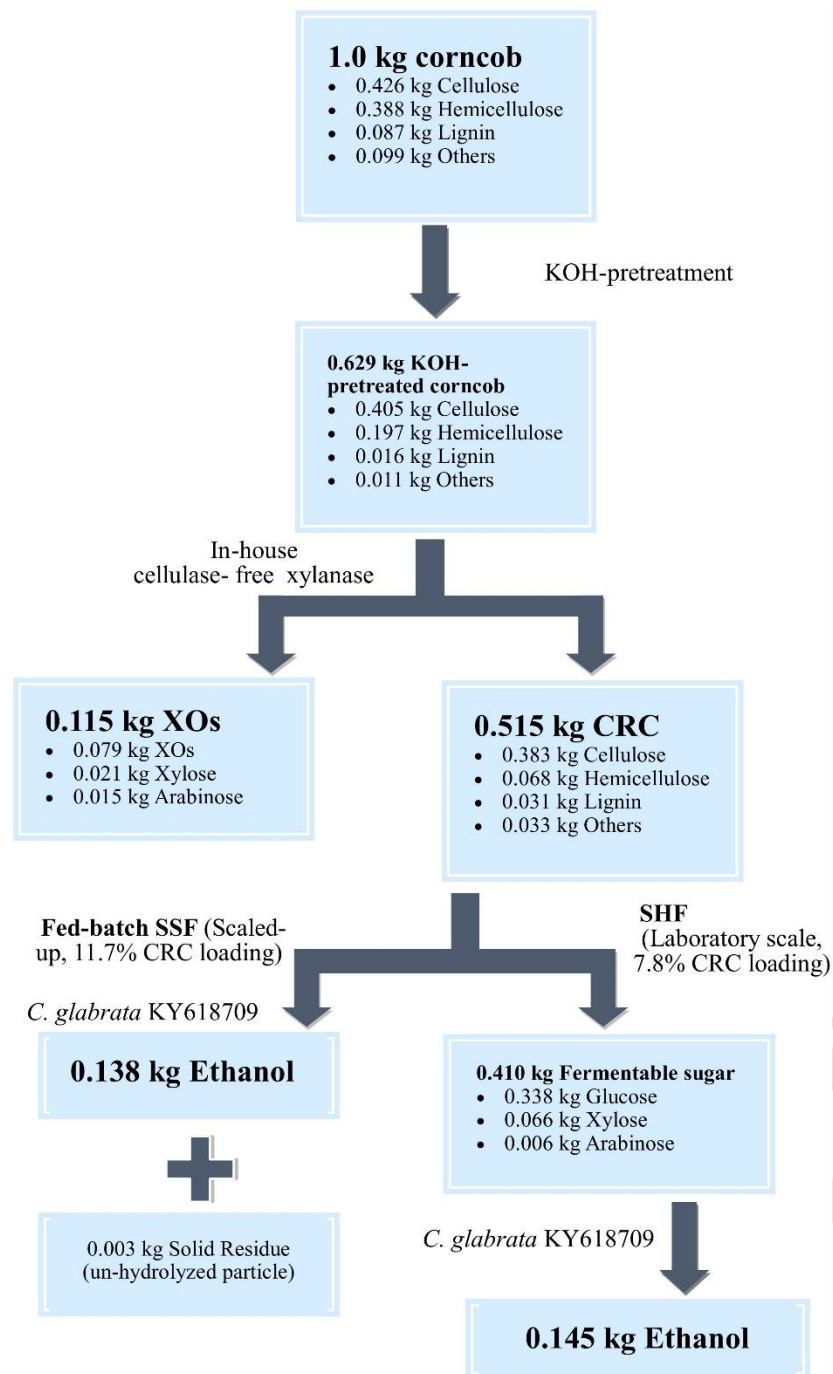 1.0 kg corncob
• 0.426 kg Cellulose
• 0.388 kg Hemicellulose
• 0.087 kg Lignin
• 0.099 kg Others
KOH-pretreatment
0.629 kg KOH-
pretreated corncob
• 0.405 kg Cellulose
• 0.197 kg Hemicellulose
• 0.016 kg Lignin
• 0.011 kg Others
In-house
cellulase- free xylanase
0.115 kg XOs
• 0.079 kg XOs
• 0.021 kg Xylose
• 0.015 kg Arabinose
0.515 kg CRC
• 0.383 kg Cellulose
• 0.068 kg Hemicellulose
• 0.031 kg Lignin
• 0.033 kg Others
Fed-batch SSF (Scaled-
up, 11.7% CRC loading)
SHF
(Laboratory scale,
7.8% CRC loading)
C. glabrata KY618709
0.138 kg Ethanol
0.003 kg Solid Residue
(un-hydrolyzed particle)
0.410 kg Fermentable sugar
• 0.338 kg Glucose
• 0.066 kg Xylose
• 0.006 kg Arabinose
C. glabrata KY618709
0.145 kg Ethanol